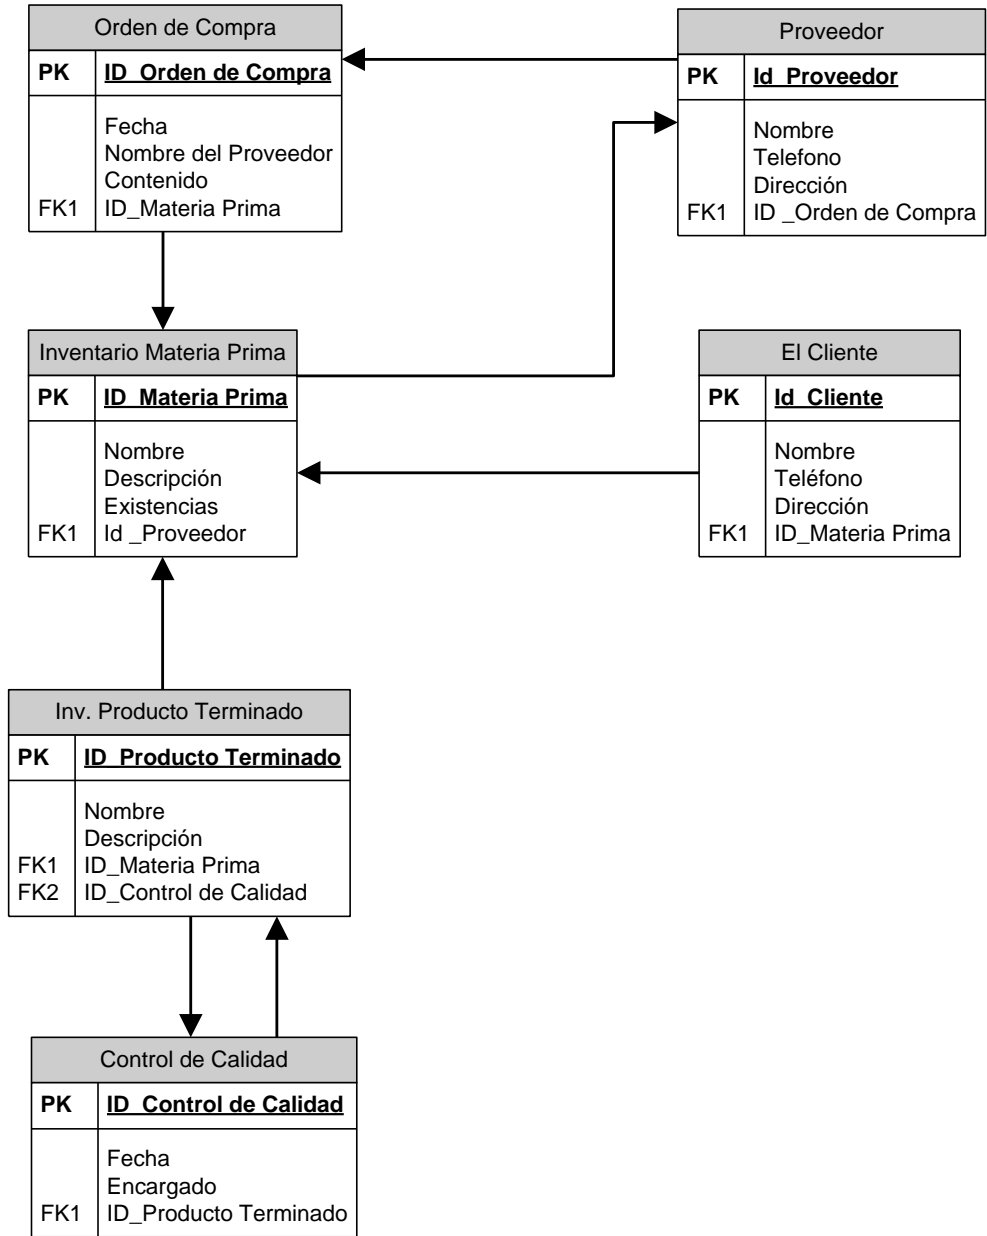 Orden de Compra
PK ID_Orden de Compra
Fecha
Nombre del Proveedor
Contenido
FK1 ID_Materia Prima
Proveedor
PK Id_Proveedor
Nombre
Telefono
Dirección
FK1 ID _Orden de Compra
Inventario Materia Prima
PK ID_Materia Prima
Nombre
Descripción
Existencias
FK1 Id _Proveedor
El Cliente
PK Id_Cliente
Nombre
Teléfono
Dirección
FK1 ID_Materia Prima
Inv. Producto Terminado
PK ID_Producto Terminado
Nombre
Descripción
FK1 ID_Materia Prima
FK2 ID_Control de Calidad
Control de Calidad
PK ID_Control de Calidad
Fecha
Encargado
FK1 ID_Producto Terminado